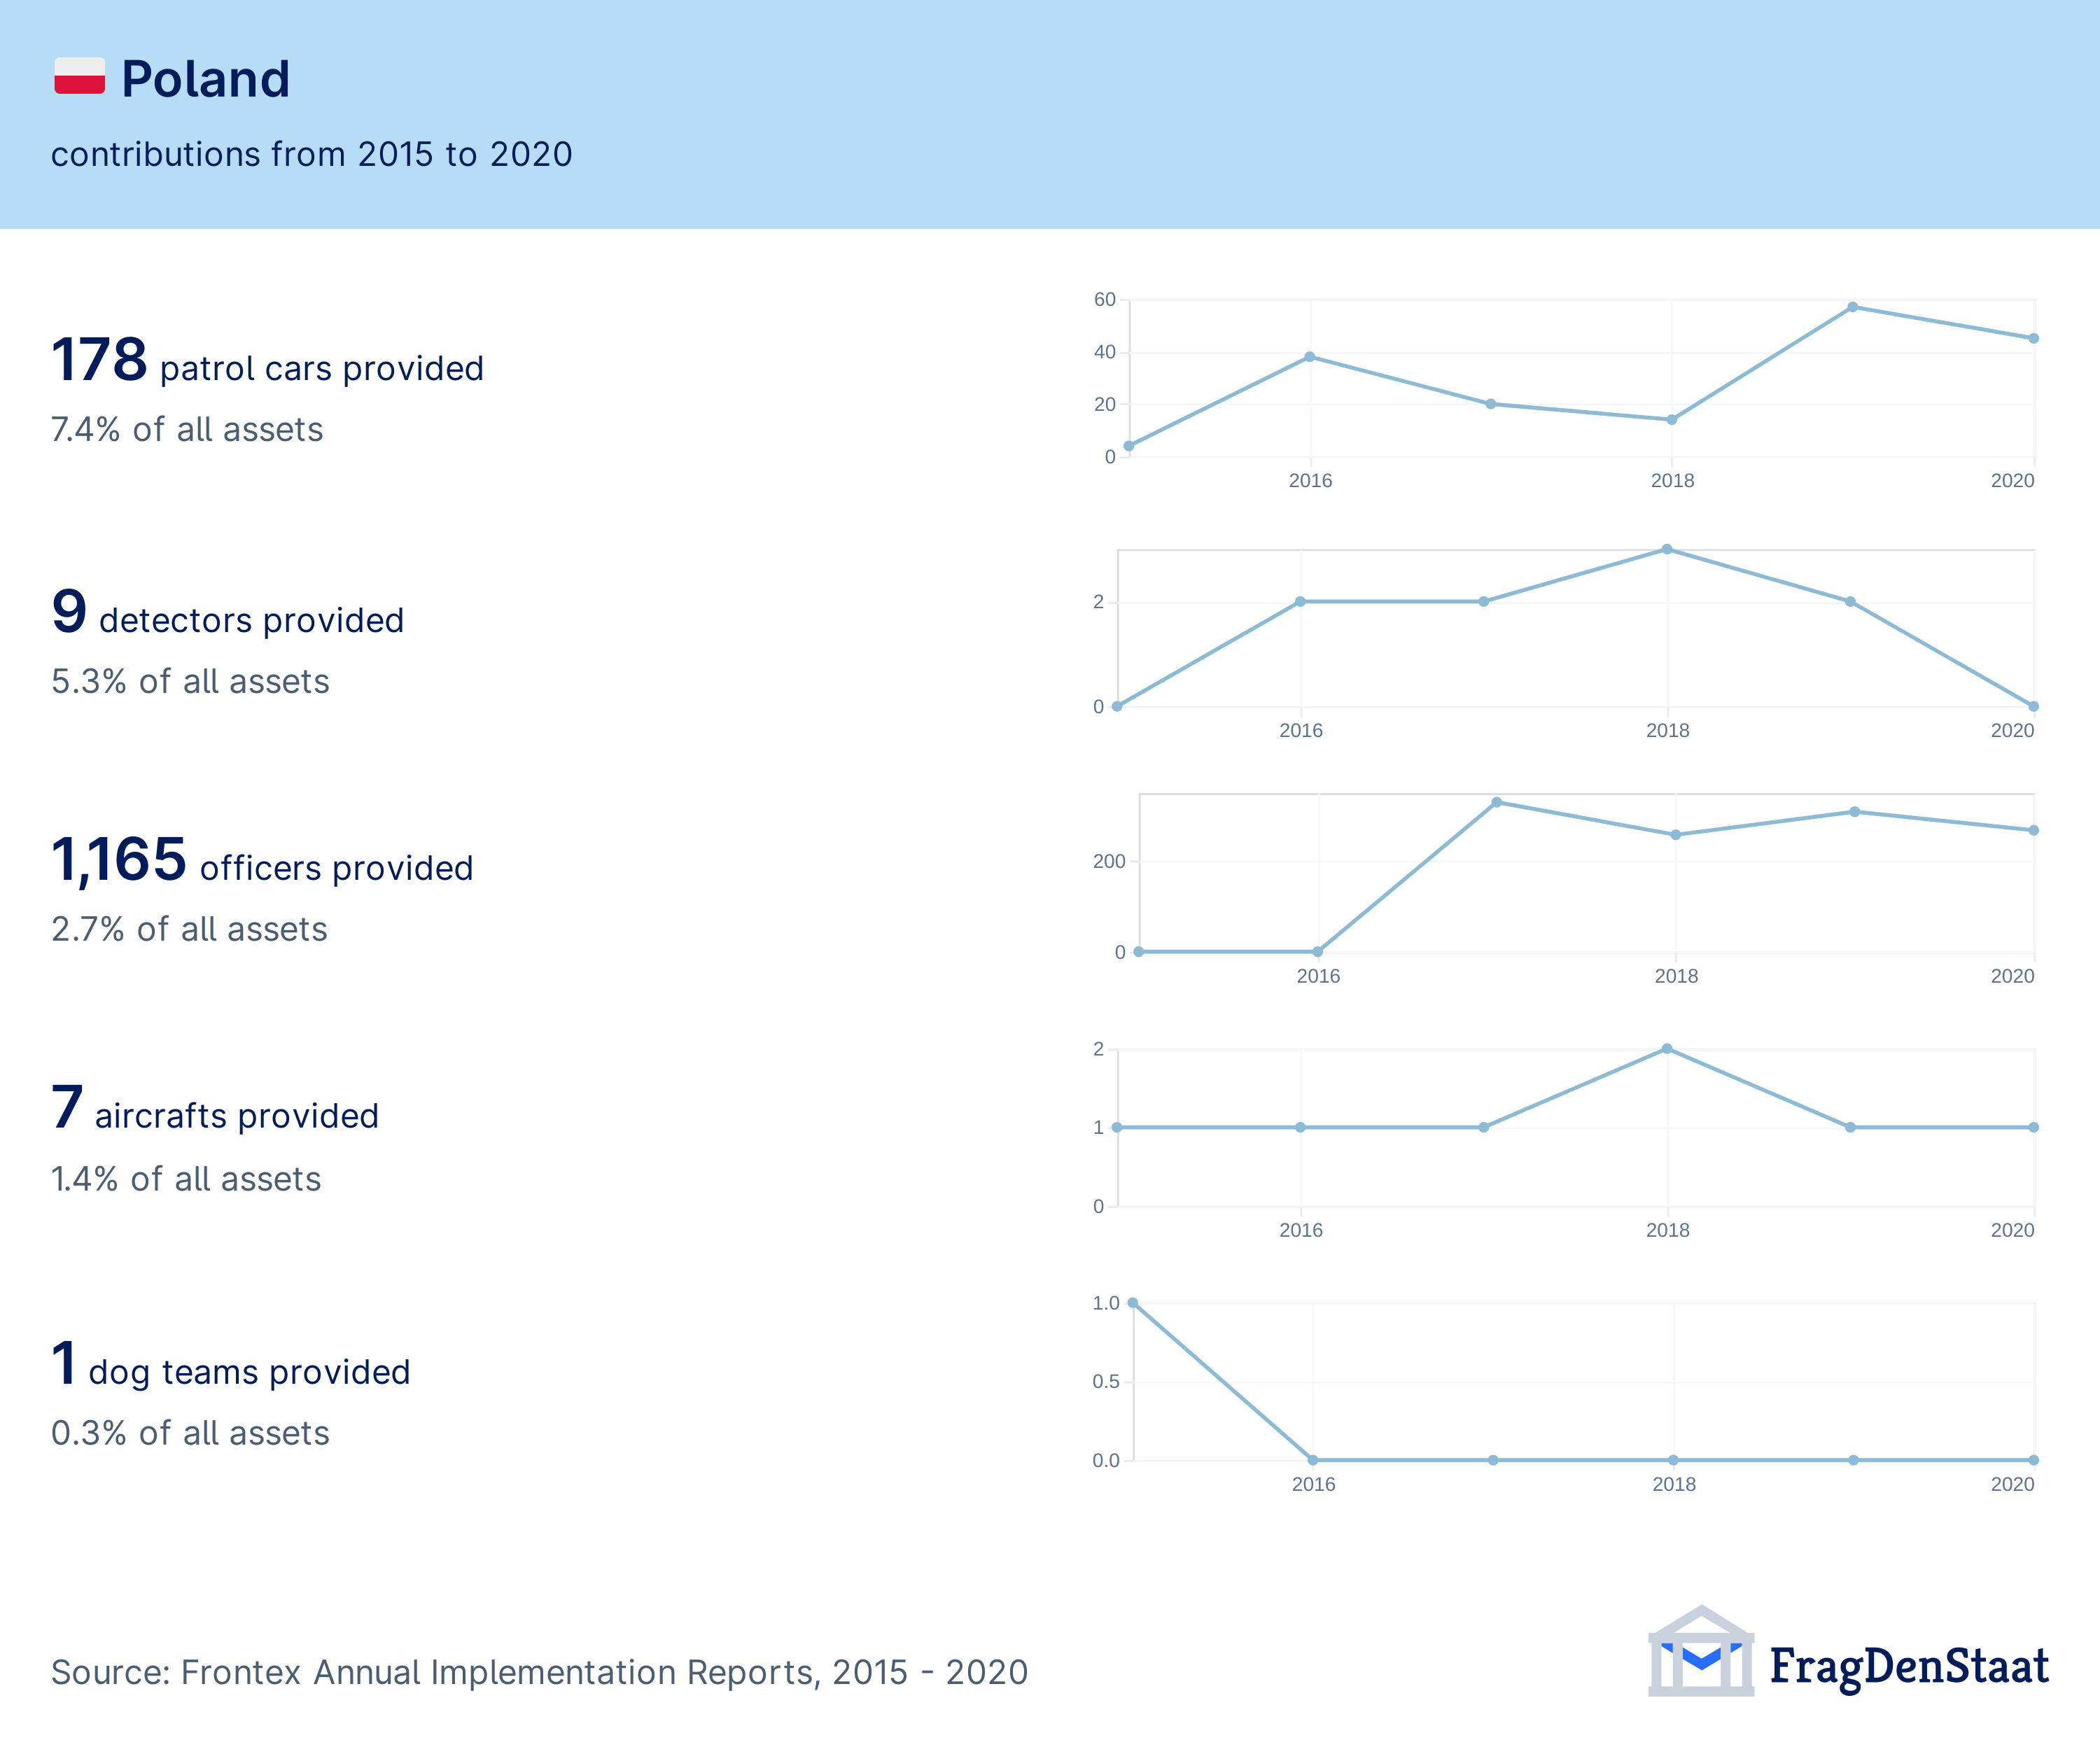 Poland
contributions from 2015 to 2020
178 patrol cars provided
7.4% of all assets
60
40
20
0
2016 2018 2020
9 detectors provided
5.3% of all assets
2
0
2016 2018 2020
1,165 officers provided
2.7% of all assets
200
0
2016 2018 2020
7 aircrafts provided
1.4% of all assets
2
1
0
2016 2018 2020
1 dog teams provided
0.3% of all assets
1.0
0.5
0.0
2016 2018 2020
Source: Frontex Annual Implementation Reports, 2015 - 2020
FragDenStaat